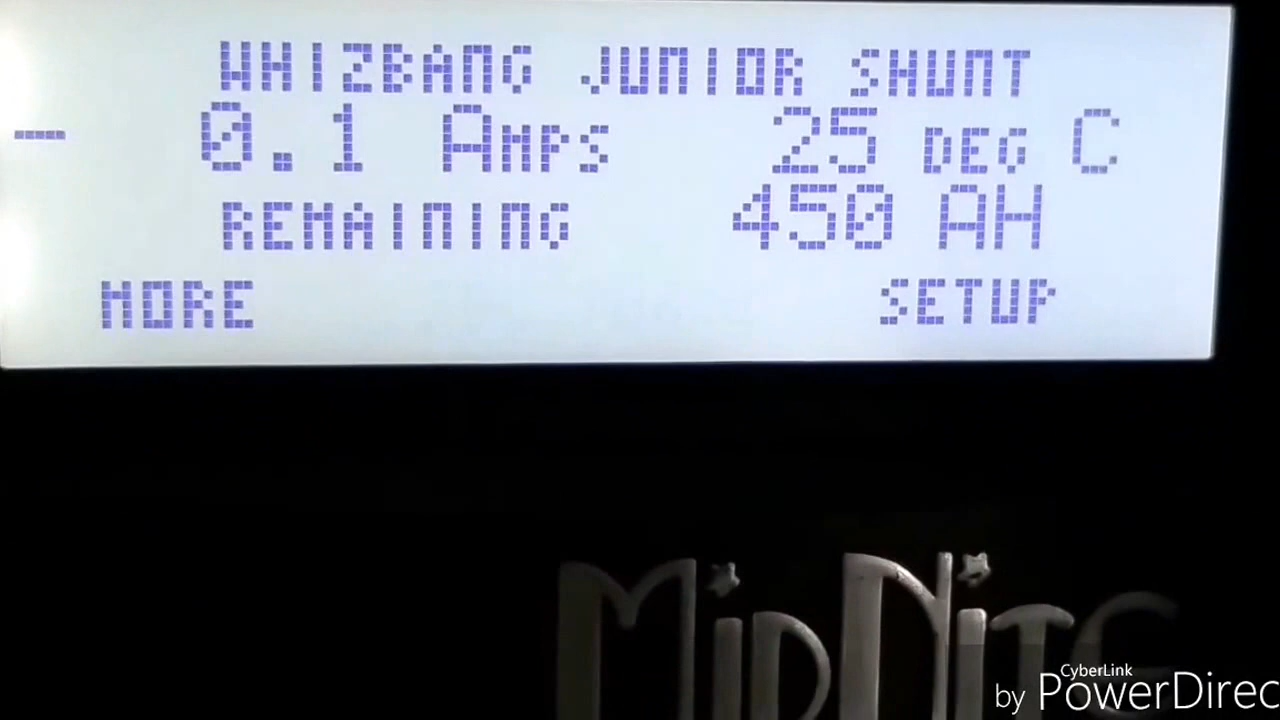 WHIZBANG JUNIOR SHUNT
- 0.1 AMPS 25 DEG C
REMAINING 450 AH
MORE SETUP
MIDNITE
CyberLink
by PowerDirec